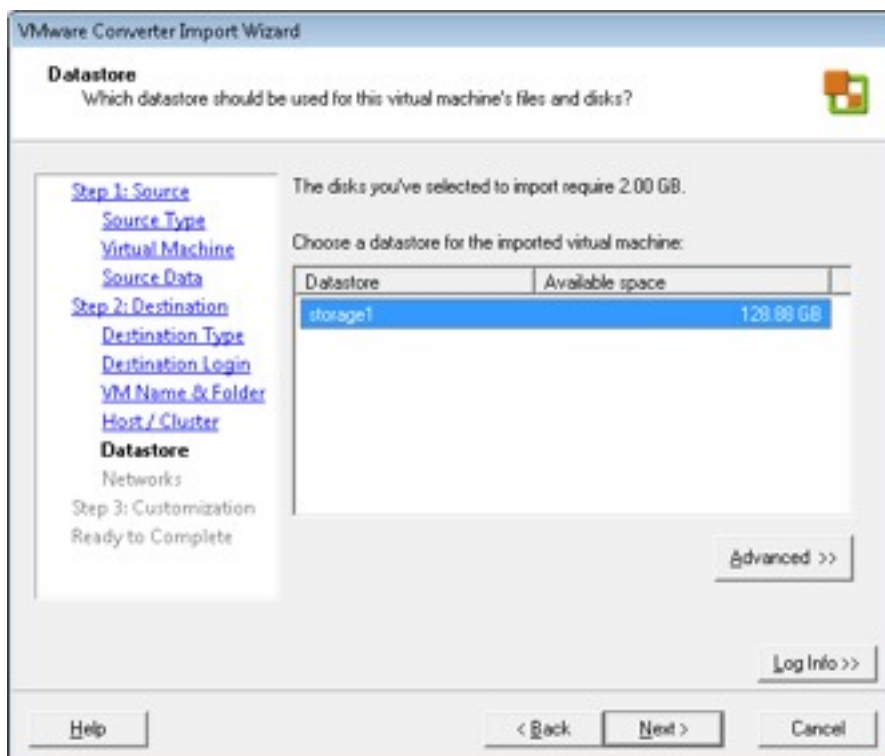 VMware Converter Import Wizard
Datastore
Which datastore should be used for this virtual machine's files and disks?
Step 1: Source
Source Type
Virtual Machine
Source Data
Step 2: Destination
Destination Type
Destination Login
VM Name & Folder
Host / Cluster
Datastore
Networks
Step 3: Customization
Ready to Complete
The disks you've selected to import require 2.00 GB.
Choose a datastore for the imported virtual machine:
Datastore Available space
storage1 128.88 GB
Advanced >>
Log Info >>
Help < Back Next > Cancel